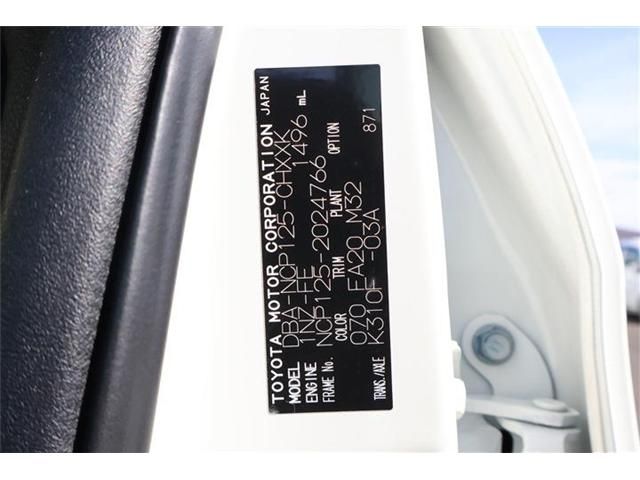 TOYOTA MOTOR CORPORATION JAPAN
MODEL DBA-NCP125-CHXXK
ENGINE 1NZ-FE 1496 mL
FRAME No. NCP125-2024766
COLOR TRIM PLANT OPTION
070 FA20 M32 871
TRANS./AXLE K310F -03A